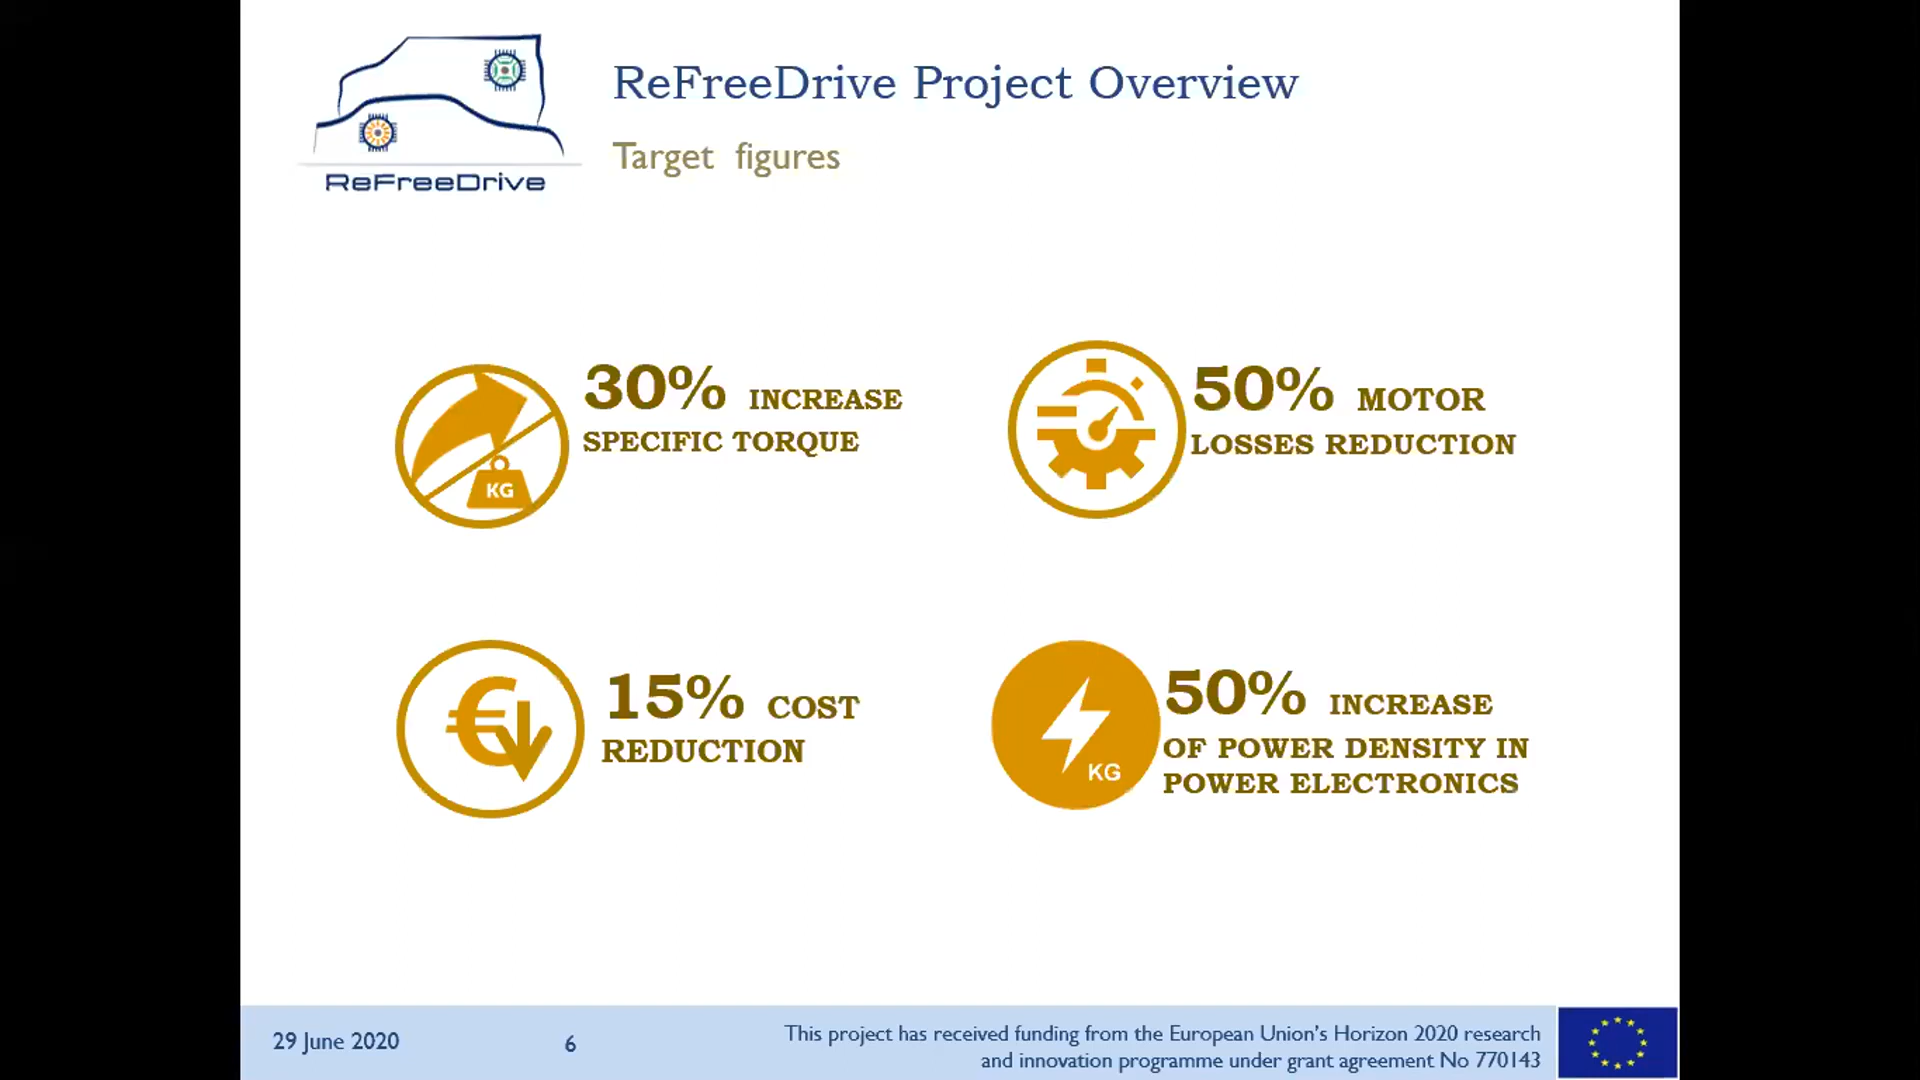 ReFreeDrive
ReFreeDrive Project Overview
Target figures
30% INCREASE
SPECIFIC TORQUE
KG
50% MOTOR
LOSSES REDUCTION
15% COST
REDUCTION
50% INCREASE
OF POWER DENSITY IN
POWER ELECTRONICS
KG
29 June 2020
6
This project has received funding from the European Union's Horizon 2020 research
and innovation programme under grant agreement No 770143